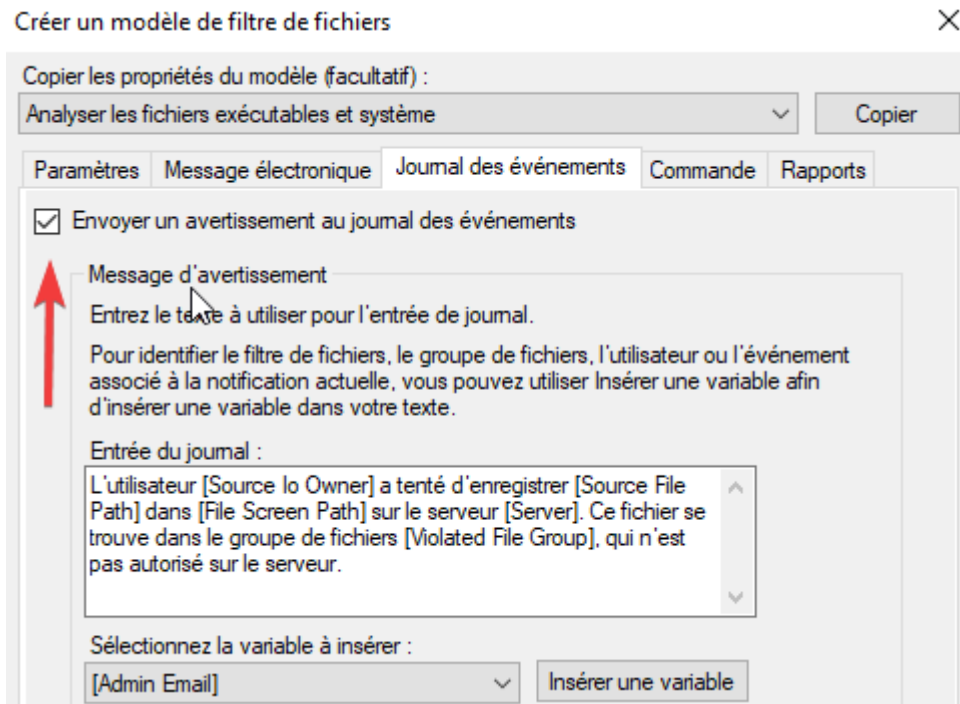 Créer un modèle de filtre de fichiers
Copier les propriétés du modèle (facultatif) :
Analyser les fichiers exécutables et système
Copier
Paramètres
Message électronique
Journal des événements
Commande
Rapports
Envoyer un avertissement au journal des événements
Message d'avertissement
Entrez le texte à utiliser pour l'entrée de journal.
Pour identifier le filtre de fichiers, le groupe de fichiers, l'utilisateur ou l'événement
associé à la notification actuelle, vous pouvez utiliser Insérer une variable afin
d'insérer une variable dans votre texte.
Entrée du journal :
L'utilisateur [Source Io Owner] a tenté d'enregistrer [Source File
Path] dans [File Screen Path] sur le serveur [Server]. Ce fichier se
trouve dans le groupe de fichiers [Violated File Group], qui n'est
pas autorisé sur le serveur.
Sélectionnez la variable à insérer :
[Admin Email]
Insérer une variable